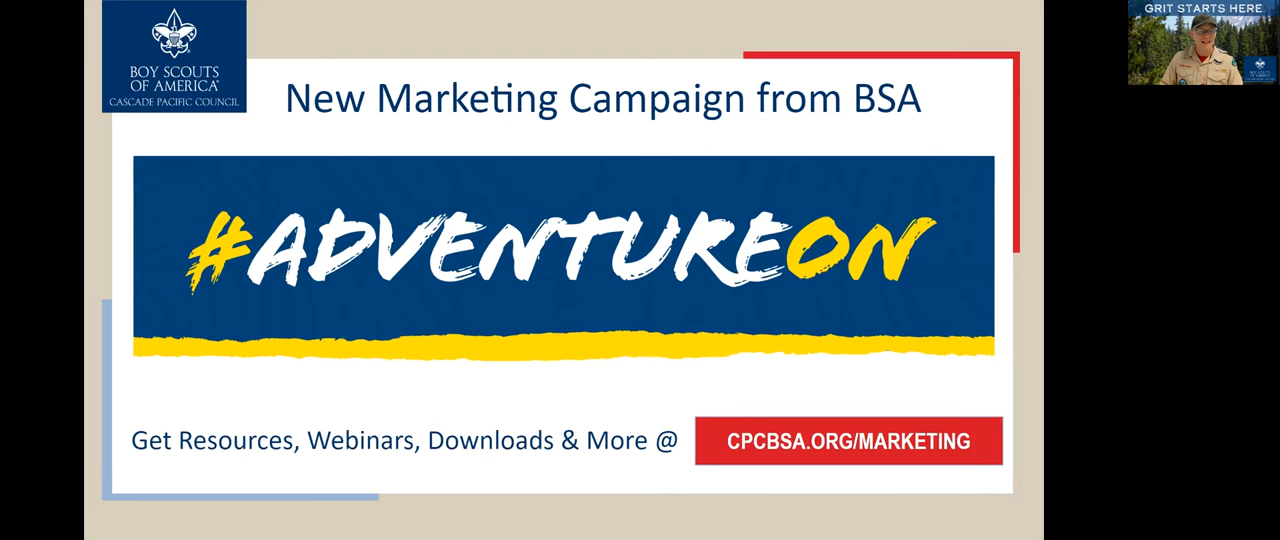 BOY SCOUTS
OF AMERICA®
CASCADE PACIFIC COUNCIL
New Marketing Campaign from BSA
#ADVENTUREON
Get Resources, Webinars, Downloads & More @
CPCBSA.ORG/MARKETING
GRIT STARTS HERE